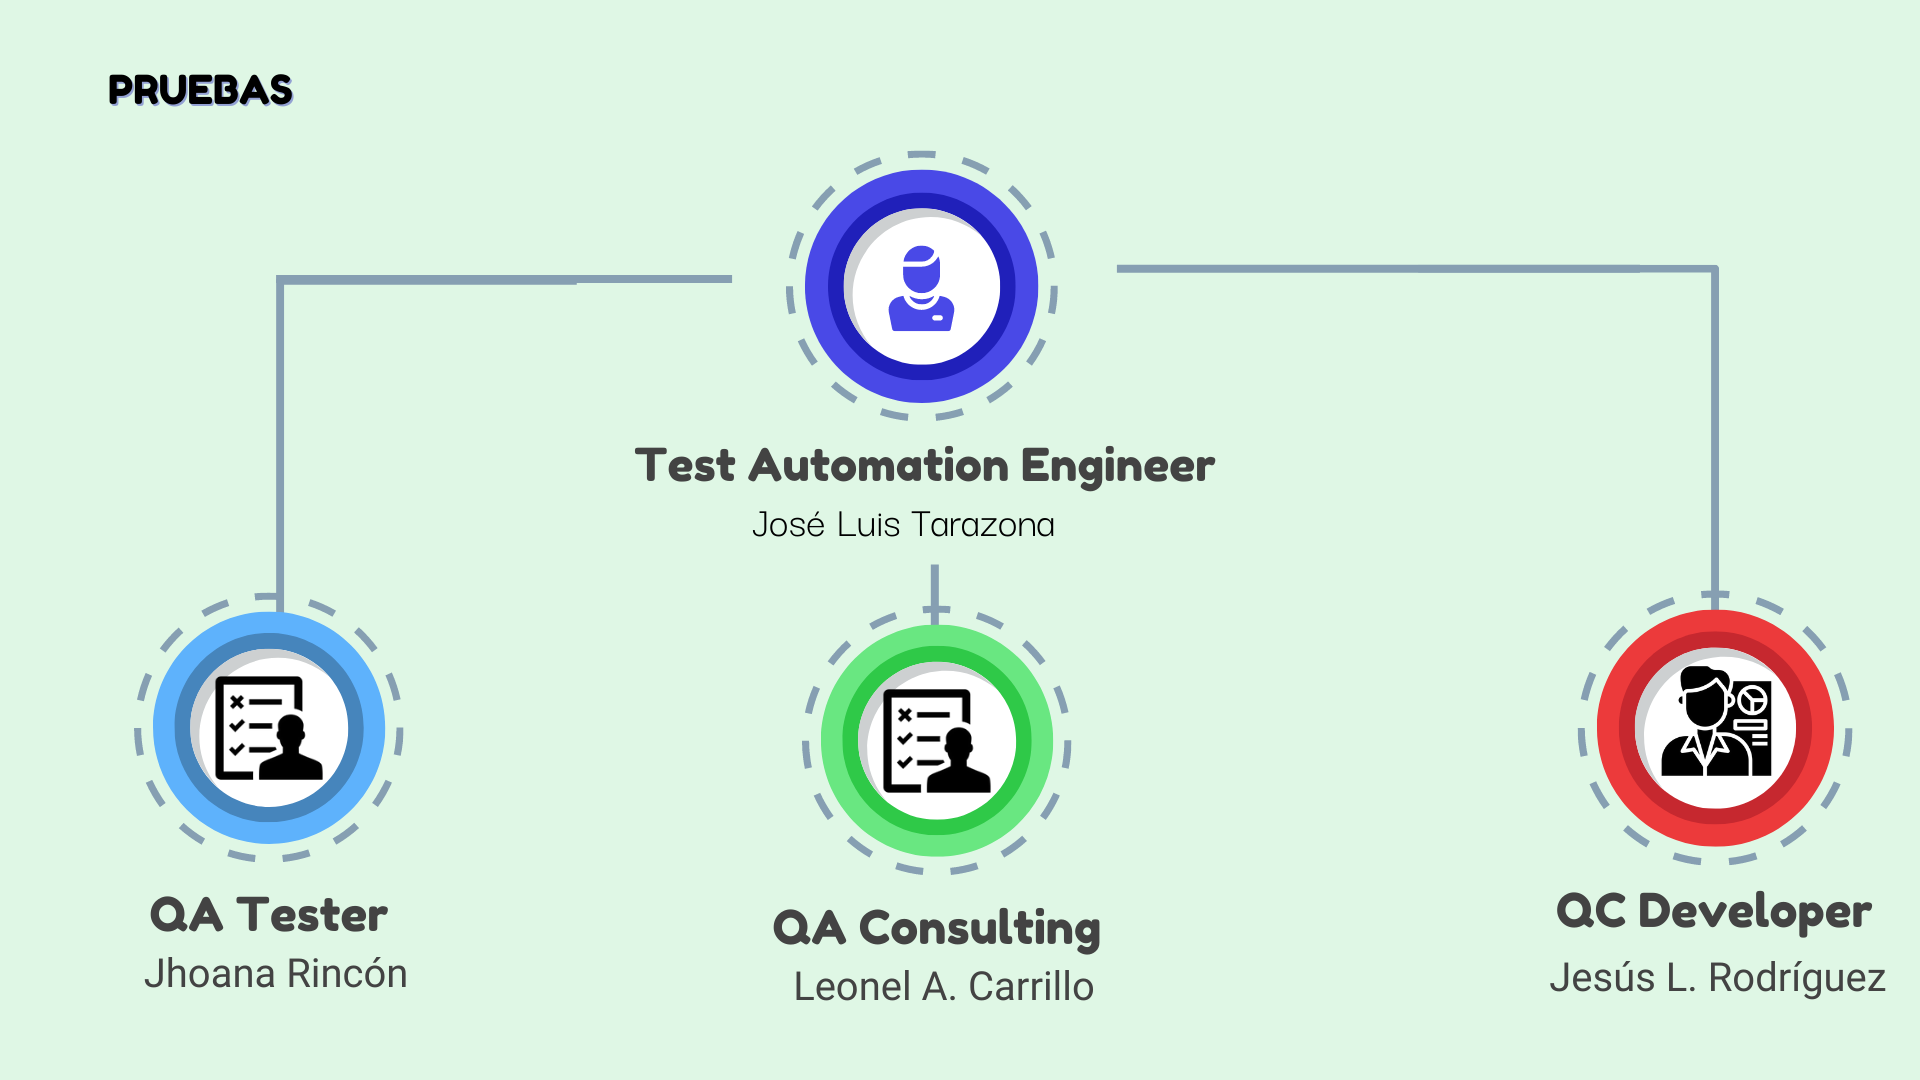 PRUEBAS
Test Automation Engineer
José Luis Tarazona
QA Tester
Jhoana Rincón
QA Consulting
Leonel A. Carrillo
QC Developer
Jesús L. Rodríguez